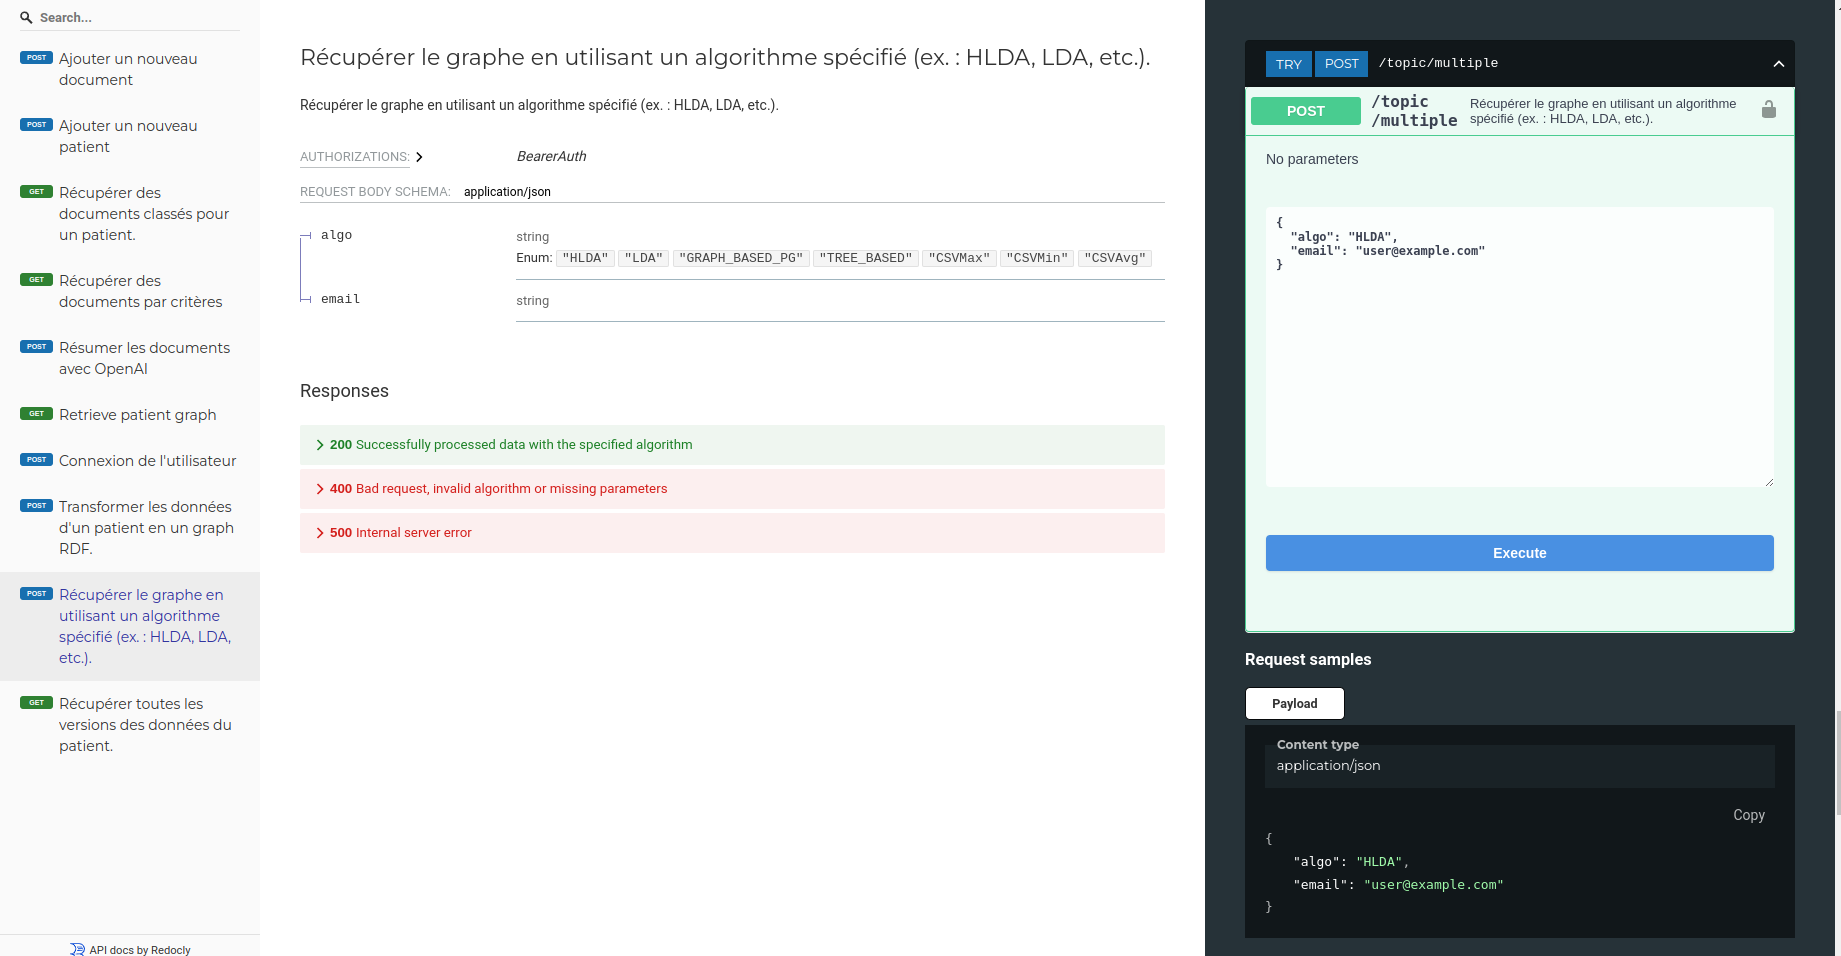 Search...
POST Ajouter un nouveau
document
POST Ajouter un nouveau
patient
GET Récupérer des
documents classés pour
un patient.
GET Récupérer des
documents par critères
POST Résumer les documents
avec OpenAI
GET Retrieve patient graph
POST Connexion de l'utilisateur
POST Transformer les données
d'un patient en un graph
RDF.
POST Récupérer le graphe en
utilisant un algorithme
spécifié (ex. : HLDA, LDA,
etc.).
GET Récupérer toutes les
versions des données du
patient.
API docs by Redocly
Récupérer le graphe en utilisant un algorithme spécifié (ex. : HLDA, LDA, etc.).
Récupérer le graphe en utilisant un algorithme spécifié (ex. : HLDA, LDA, etc.).
AUTHORIZATIONS: BearerAuth
REQUEST BODY SCHEMA: application/json
algo string
Enum: "HLDA" "LDA" "GRAPH_BASED_PG" "TREE_BASED" "CSVMax" "CSVMin" "CSVAvg"
email string
Responses
200 Successfully processed data with the specified algorithm
400 Bad request, invalid algorithm or missing parameters
500 Internal server error
TRY POST /topic/multiple
POST /topic
/multiple
Récupérer le graphe en utilisant un algorithme
spécifié (ex. : HLDA, LDA, etc.).
No parameters
{
"algo": "HLDA",
"email": "user@example.com"
}
Execute
Request samples
Payload
Content type
application/json
Copy
{
"algo": "HLDA",
"email": "user@example.com"
}